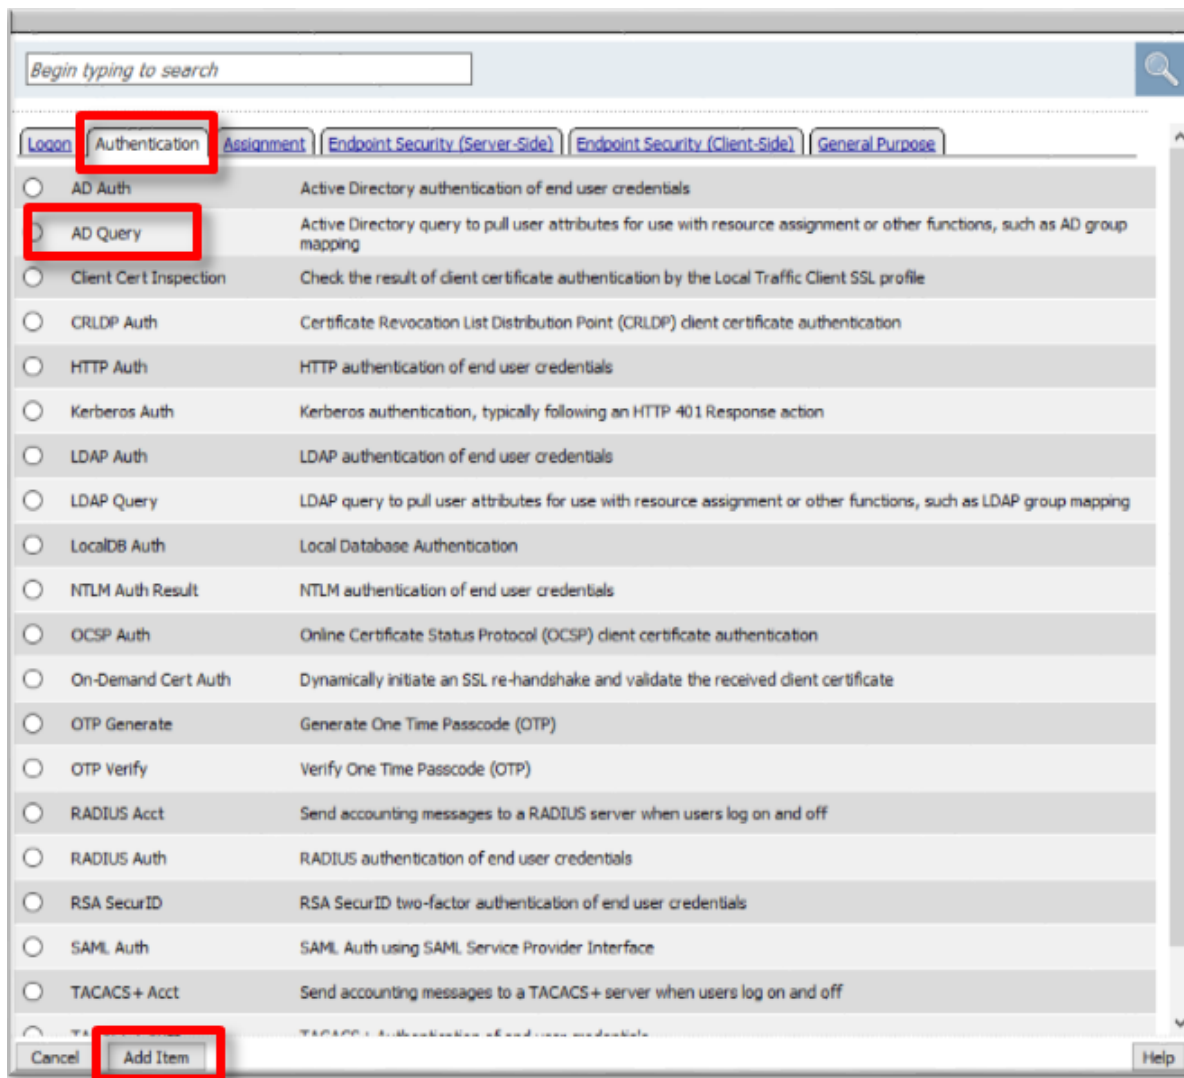 Begin typing to search
Logon Authentication Assignment Endpoint Security (Server-Side) Endpoint Security (Client-Side) General Purpose
AD Auth Active Directory authentication of end user credentials
AD Query Active Directory query to pull user attributes for use with resource assignment or other functions, such as AD group
mapping
Client Cert Inspection Check the result of client certificate authentication by the Local Traffic Client SSL profile
CRLDP Auth Certificate Revocation List Distribution Point (CRLDP) client certificate authentication
HTTP Auth HTTP authentication of end user credentials
Kerberos Auth Kerberos authentication, typically following an HTTP 401 Response action
LDAP Auth LDAP authentication of end user credentials
LDAP Query LDAP query to pull user attributes for use with resource assignment or other functions, such as LDAP group mapping
LocalDB Auth Local Database Authentication
NTLM Auth Result NTLM authentication of end user credentials
OCSP Auth Online Certificate Status Protocol (OCSP) client certificate authentication
On-Demand Cert Auth Dynamically initiate an SSL re-handshake and validate the received client certificate
OTP Generate Generate One Time Passcode (OTP)
OTP Verify Verify One Time Passcode (OTP)
RADIUS Acct Send accounting messages to a RADIUS server when users log on and off
RADIUS Auth RADIUS authentication of end user credentials
RSA SecurID RSA SecurID two-factor authentication of end user credentials
SAML Auth SAML Auth using SAML Service Provider Interface
TACACS+ Acct Send accounting messages to a TACACS+ server when users log on and off
TACACS+ Authentication of end user credentials
Cancel Add Item Help